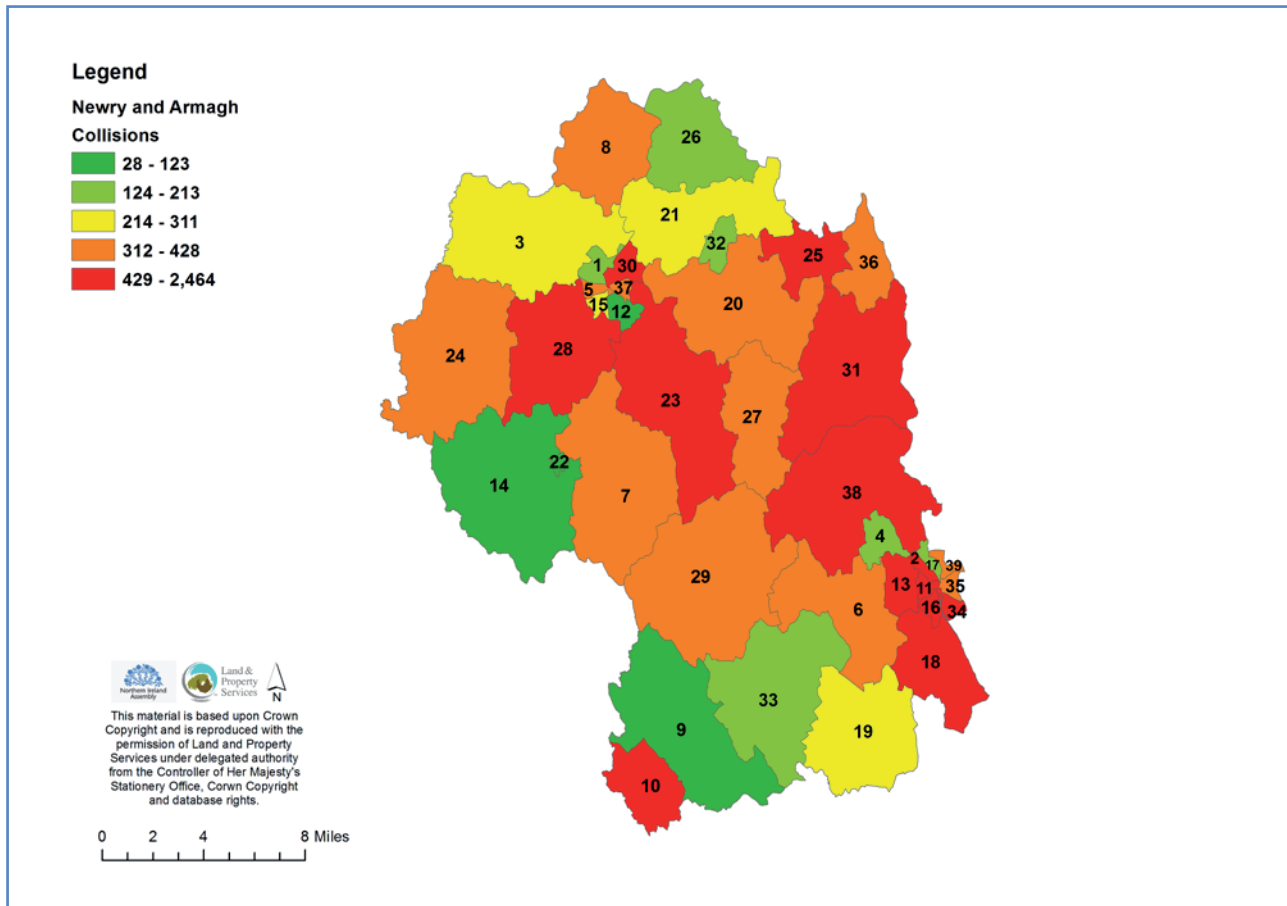 Legend
Newry and Armagh
Collisions
28 - 123
124 - 213
214 - 311
312 - 428
429 - 2,464
8
26
21
3
32
25
36
1
30
5
37
15
12
20
24
28
31
23
27
22
14
7
38
4
2
17
39
29
13
11
35
6
16
34
18
33
9
19
10
Northern Ireland
Assembly
Land &
Property
Services
N
This material is based upon Crown
Copyright and is reproduced with the
permission of Land and Property
Services under delegated authority
from the Controller of Her Majesty's
Stationery Office, Corwn Copyright
and database rights.
0 2 4 8 Miles